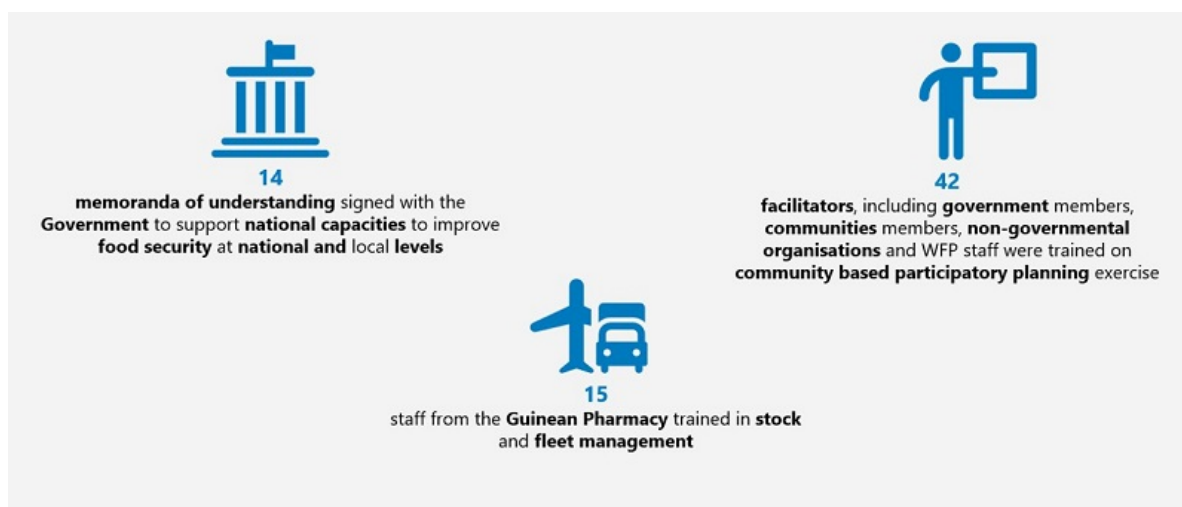 14
memoranda of understanding signed with the
Government to support national capacities to improve
food security at national and local levels
42
facilitators, including government members,
communities members, non-governmental
organisations and WFP staff were trained on
community based participatory planning exercise
15
staff from the Guinean Pharmacy trained in stock
and fleet management